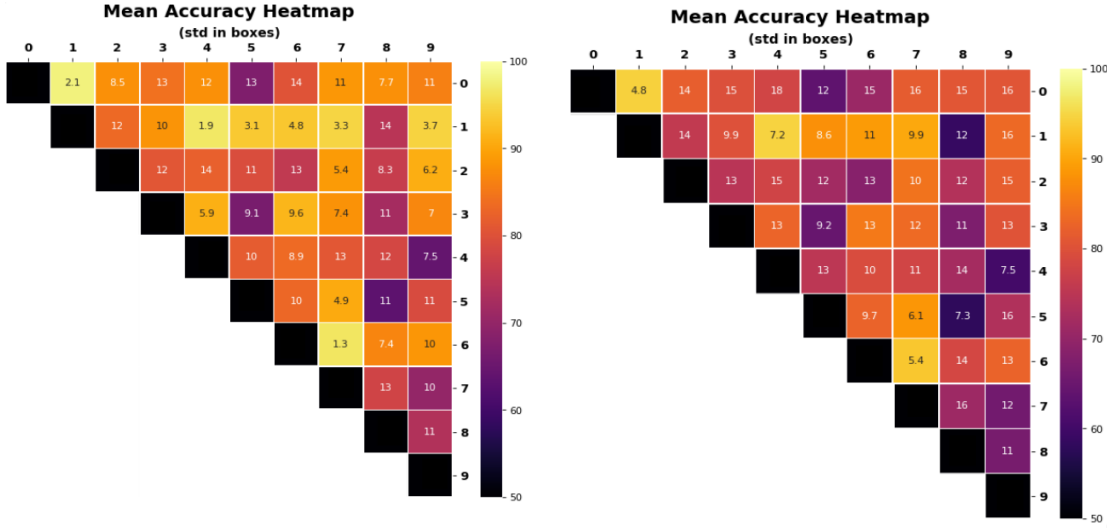 Mean Accuracy Heatmap
(std in boxes)
0 1 2 3 4 5 6 7 8 9
2.1 8.5 13 12 13 14 11 7.7 11 0
12 10 1.9 3.1 4.8 3.3 14 3.7 1
12 14 11 13 5.4 8.3 6.2 2
5.9 9.1 9.6 7.4 11 7 3
10 8.9 13 12 7.5 4
10 4.9 11 11 5
1.3 7.4 10 6
13 10 7
11 8
9
100
90
80
70
60
50
Mean Accuracy Heatmap
(std in boxes)
0 1 2 3 4 5 6 7 8 9
4.8 14 15 18 12 15 16 15 16 0
14 9.9 7.2 8.6 11 9.9 12 16 1
13 15 12 13 10 12 15 2
13 9.2 13 12 11 13 3
13 10 11 14 7.5 4
9.7 6.1 7.3 16 5
5.4 14 13 6
16 12 7
11 8
9
100
90
80
70
60
50